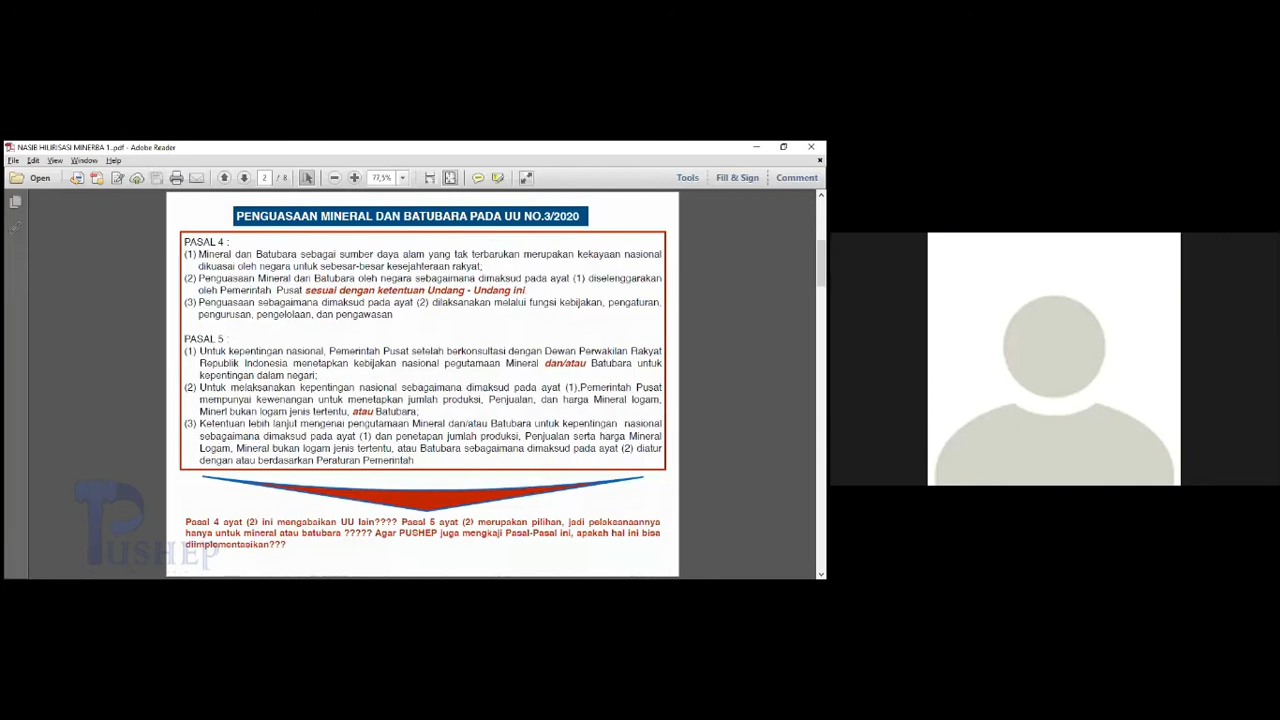 NASIB HILIRISASI MINERBA 1..pdf - Adobe Reader
File Edit View Window Help
Open 2 / 8 77,5% Tools Fill & Sign Comment
PENGUASAAN MINERAL DAN BATUBARA PADA UU NO.3/2020
PASAL 4 :
(1) Mineral dan Batubara sebagai sumber daya alam yang tak terbarukan merupakan kekayaan nasional
dikuasai oleh negara untuk sebesar-besar kesejahteraan rakyat;
(2) Penguasaan Mineral dan Batubara oleh negara sebagaimana dimaksud pada ayat (1) diselenggarakan
oleh Pemerintah Pusat sesuai dengan ketentuan Undang - Undang ini
(3) Penguasaan sebagaimana dimaksud pada ayat (2) dilaksanakan melalui fungsi kebijakan, pengaturan,
pengurusan, pengelolaan, dan pengawasan
PASAL 5 :
(1) Untuk kepentingan nasional, Pemerintah Pusat setelah berkonsultasi dengan Dewan Perwakilan Rakyat
Republik Indonesia menetapkan kebijakan nasional pegutamaan Mineral dan/atau Batubara untuk
kepentingan dalam negari;
(2) Untuk melaksanakan kepentingan nasional sebagaimana dimaksud pada ayat (1),Pemerintah Pusat
mempunyai kewenangan untuk menetapkan jumlah produksi, Penjualan, dan harga Mineral logam,
Minerl bukan logam jenis tertentu, atau Batubara;
(3) Ketentuan lebih lanjut mengenai pengutamaan Mineral dan/atau Batubara untuk kepentingan nasional
sebagaimana dimaksud pada ayat (1) dan penetapan jumlah produksi, Penjualan serta harga Mineral
Logam, Mineral bukan logam jenis tertentu, atau Batubara sebagaimana dimaksud pada ayat (2) diatur
dengan atau berdasarkan Peraturan Pemerintah
Pasal 4 ayat (2) ini mengabaikan UU lain???? Pasal 5 ayat (2) merupakan pilihan, jadi pelaksanaannya
hanya untuk mineral atau batubara ????? Agar PUSHEP juga mengkaji Pasal-Pasal ini, apakah hal ini bisa
diimplementasikan???
PUSHEP